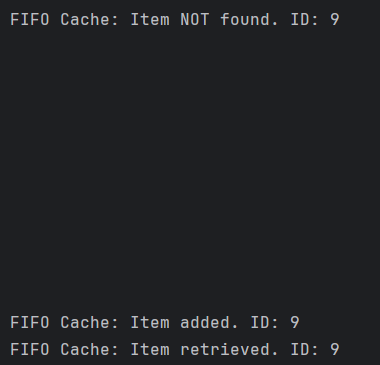 FIFO Cache: Item NOT found. ID: 9
FIFO Cache: Item added. ID: 9
FIFO Cache: Item retrieved. ID: 9